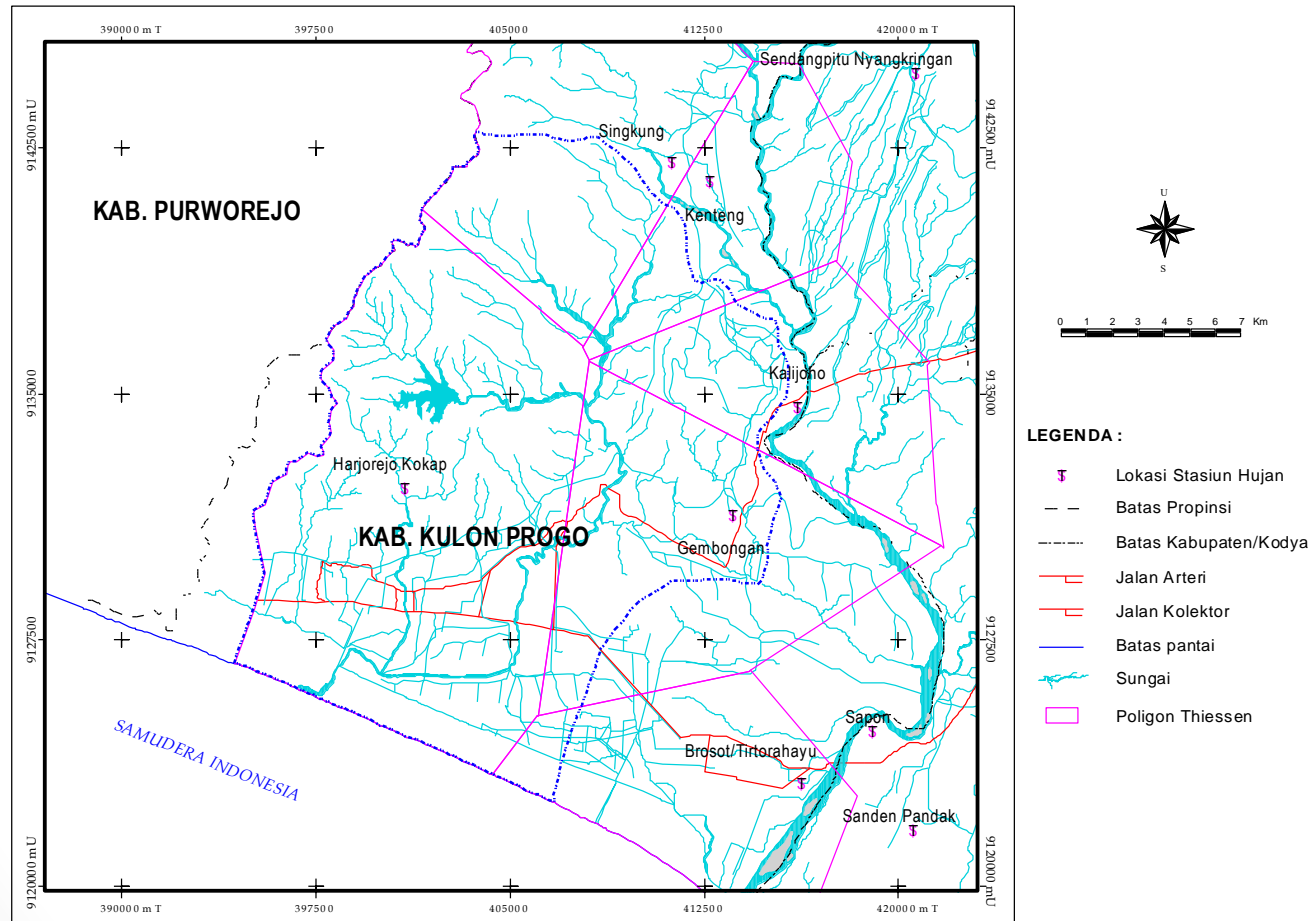 390000 m T
397500
405000
412500
420000 m T
Sendangpitu Nyangkringan
Singkung
9142500 mU
9142500 mU
KAB. PURWOREJO
Kenteng
U
S
0 1 2 3 4 5 6 7 Km
Kalijoho
9135000
9135000
LEGENDA :
Harjorejo Kokap
Lokasi Stasiun Hujan
Batas Propinsi
KAB. KULON PROGO
Gembongan
Batas Kabupaten/Kodya
Jalan Arteri
Jalan Kolektor
9127500
9127500
Batas pantai
Sungai
Poligon Thiessen
Sapon
SAMUDERA INDONESIA
Brosot/Tirtorahayu
Sanden Pandak
9120000 mU
9120000 mU
390000 m T
397500
405000
412500
420000 m T